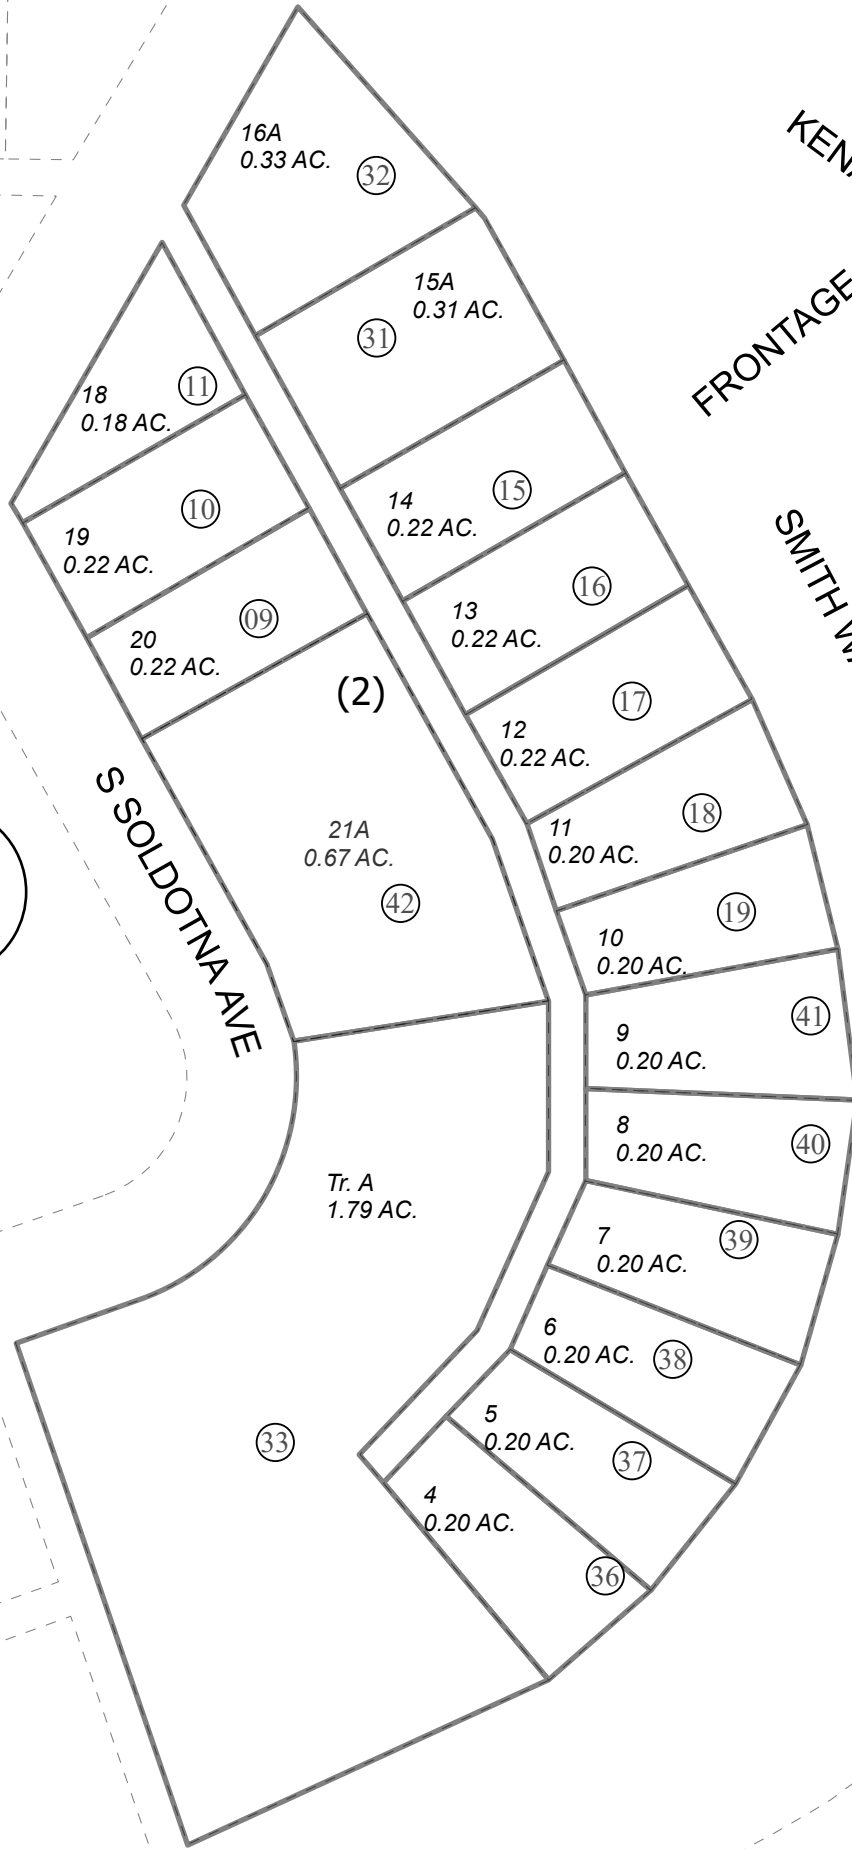 16A
0.33 AC.
32
KEN
15A
0.31 AC.
31
FRONTAGE
18
0.18 AC.
11
14
0.22 AC.
15
19
0.22 AC.
10
SMITH
13
0.22 AC.
16
20
0.22 AC.
09
(2)
12
0.22 AC.
17
S SOLDOTNA AVE
21A
0.67 AC.
42
11
0.20 AC.
18
10
0.20 AC.
19
9
0.20 AC.
41
8
0.20 AC.
40
Tr. A
1.79 AC.
7
0.20 AC.
39
6
0.20 AC.
38
5
0.20 AC.
37
33
4
0.20 AC.
36